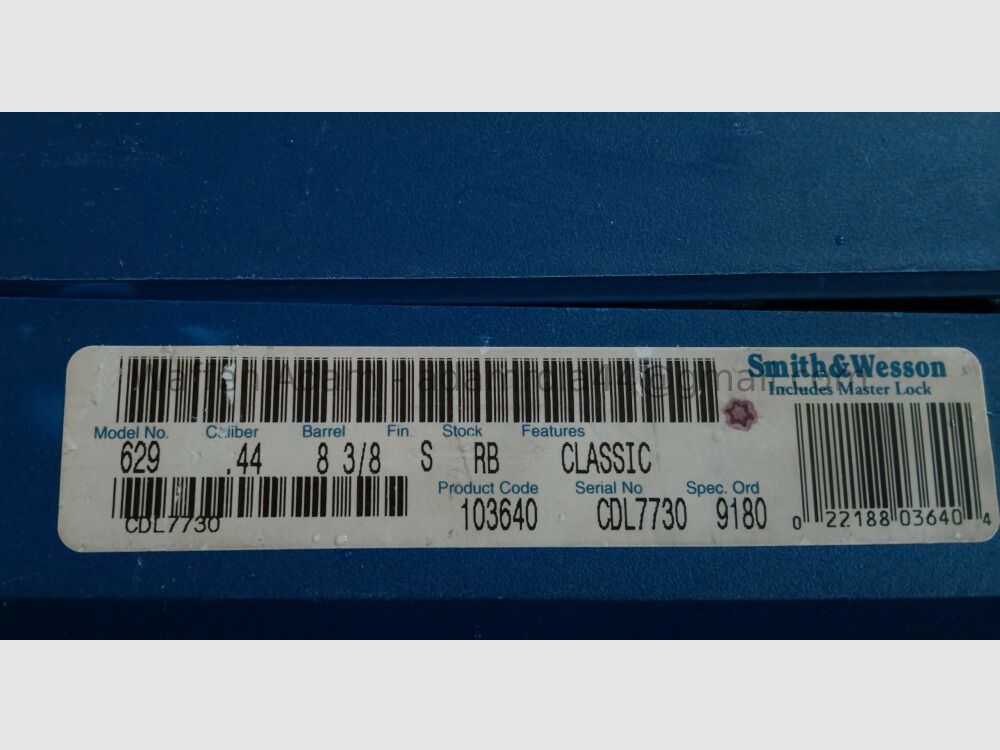 Smith&Wesson
Includes Master Lock
Model No. Caliber Barrel Fin. Stock Features
629 .44 8 3/8 S RB CLASSIC
Product Code Serial No Spec. Ord
103640 CDL7730 9180
CDL7730
0 22188 03640 4